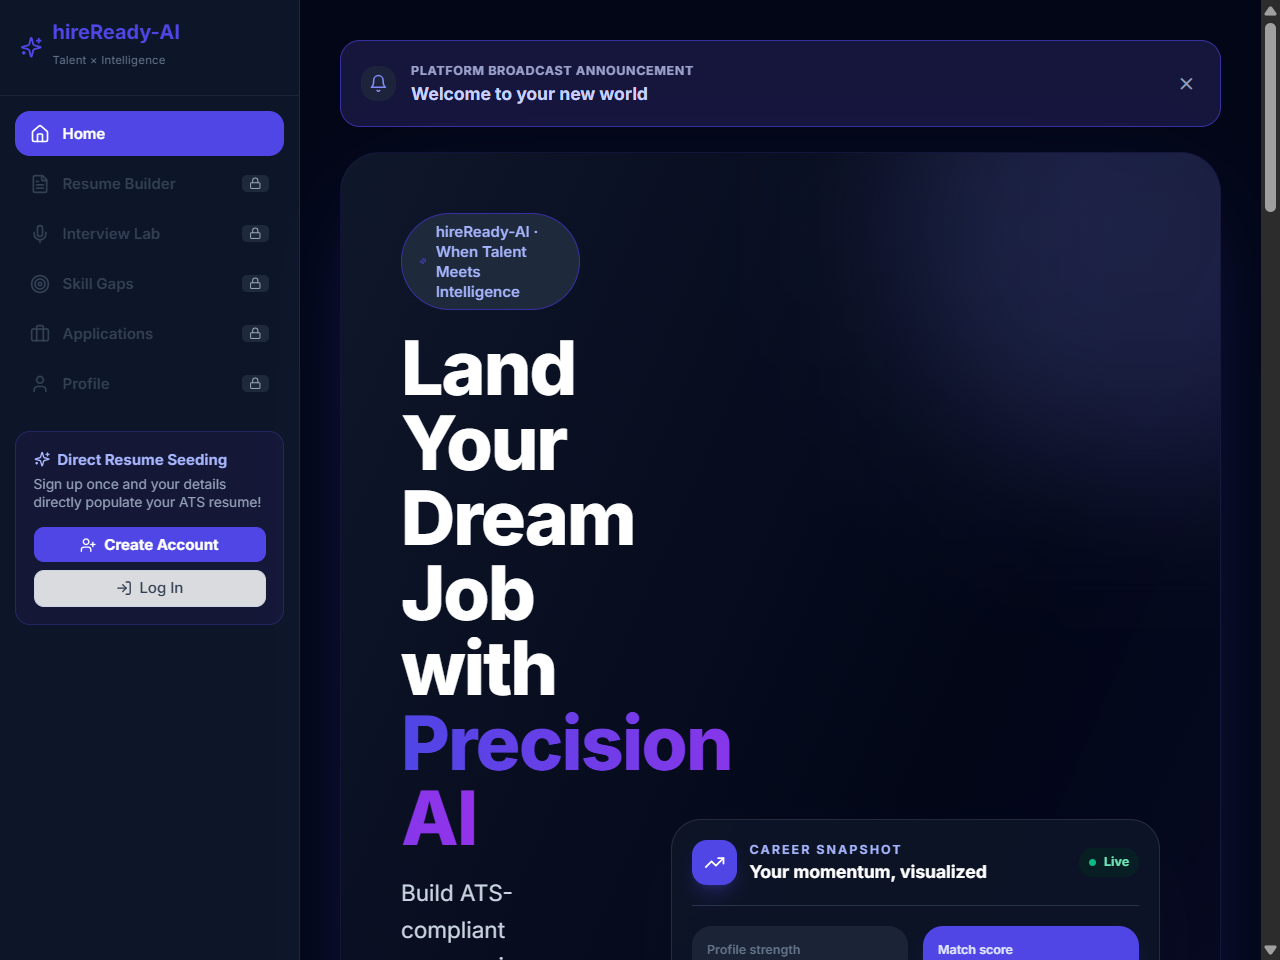 hireReady-AI
Talent × Intelligence
Home
Resume Builder
Interview Lab
Skill Gaps
Applications
Profile
Direct Resume Seeding
Sign up once and your details
directly populate your ATS resume!
Create Account
Log In
PLATFORM BROADCAST ANNOUNCEMENT
Welcome to your new world
hireReady-AI ·
When Talent
Meets
Intelligence
Land
Your
Dream
Job
with
Precision
AI
Build ATS-
compliant
CAREER SNAPSHOT
Your momentum, visualized
Live
Profile strength
Match score